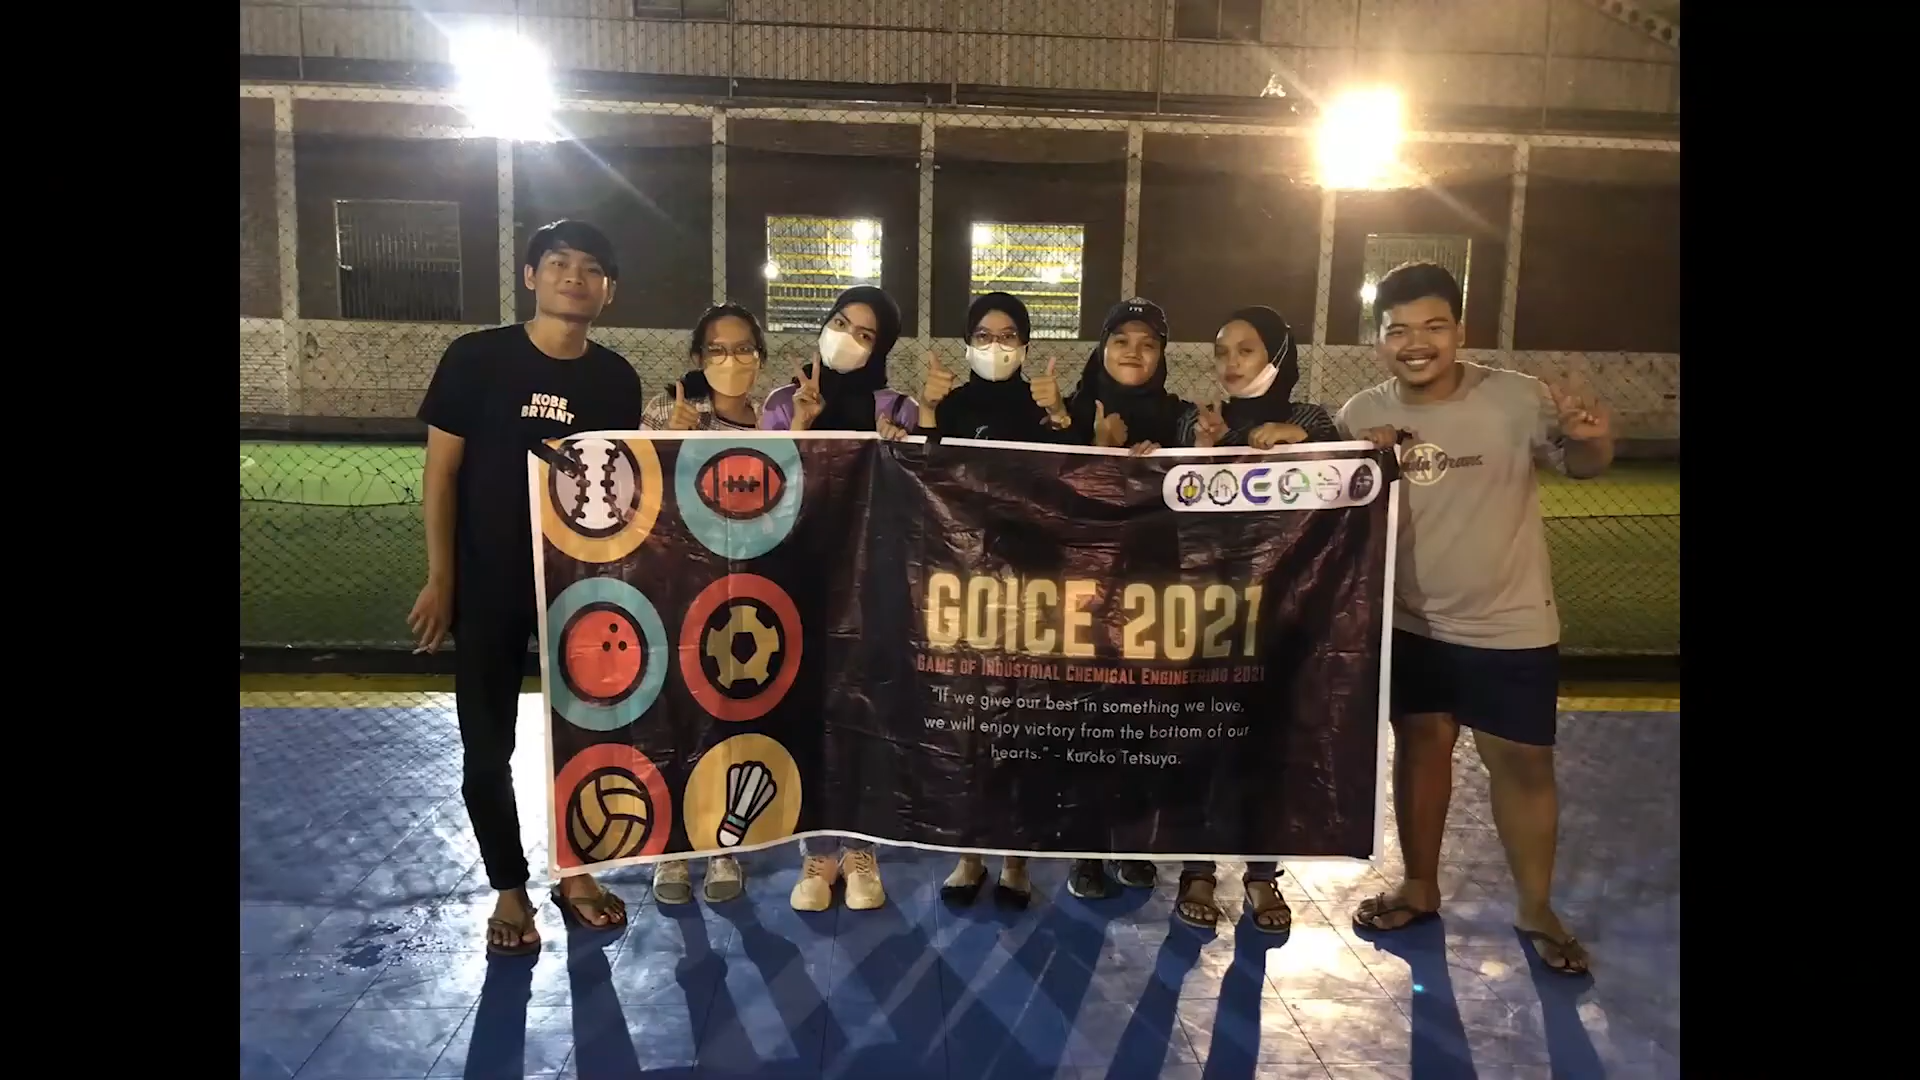 KOBE
BRYANT
GOICE 2021
GAME OF INDUSTRIAL CHEMICAL ENGINEERING 2021
"If we give our best in something we love,
we will enjoy victory from the bottom of our
hearts." - Kuroko Tetsuya.
Jeans